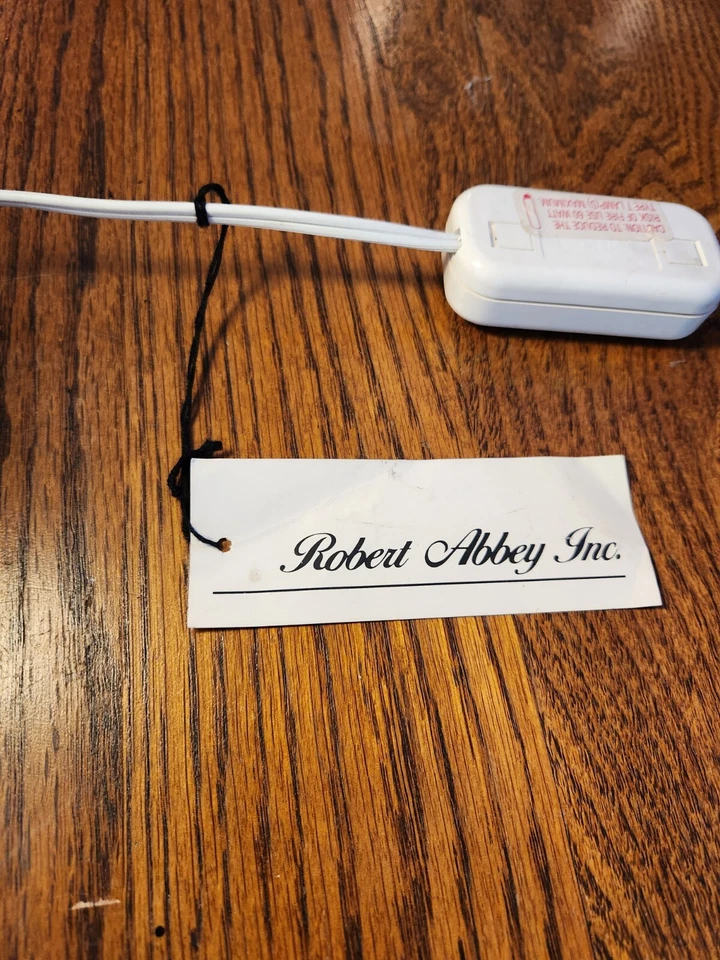 CAUTION: TO REDUCE THE
RISK OF FIRE USE 60 WATT
TYPE T LAMP(S) MAXIMUM
Robert Abbey Inc.